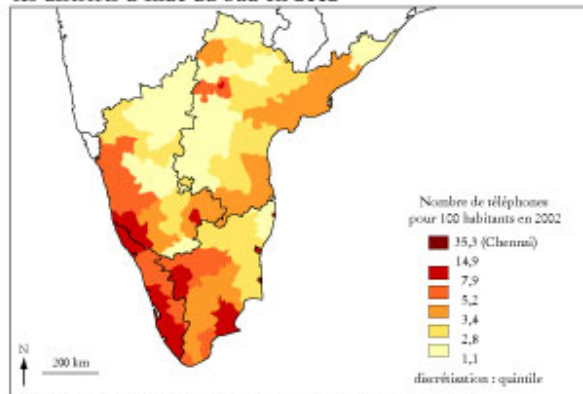 Nombre de téléphones
pour 100 habitants en 2002
35,3 (Chennai)
14,9
7,9
5,2
3,4
2,8
1,1
discrétisation : quintile
N
200 km